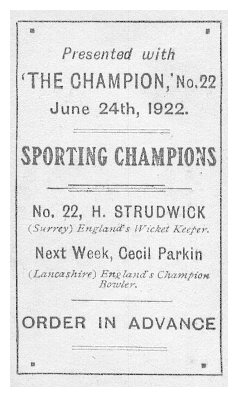 Presented with
'THE CHAMPION,' No. 22
June 24th, 1922.
SPORTING CHAMPIONS
No. 22, H. STRUDWICK
(Surrey) England's Wicket Keeper.
Next Week, Cecil Parkin
(Lancashire) England's Champion
Bowler.
ORDER IN ADVANCE